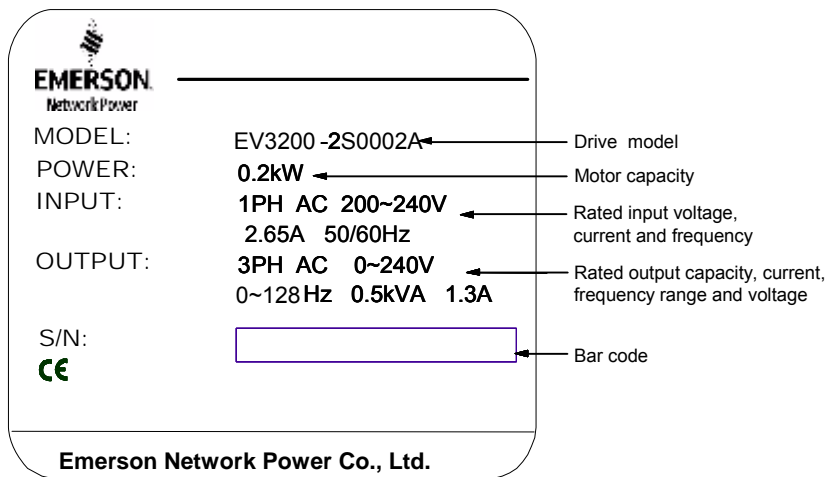 EMERSON.
Network Power
MODEL: EV3200-2S0002A Drive model
POWER: 0.2kW Motor capacity
INPUT: 1PH AC 200~240V Rated input voltage,
2.65A 50/60Hz current and frequency
OUTPUT: 3PH AC 0~240V Rated output capacity, current,
0~128Hz 0.5kVA 1.3A frequency range and voltage
S/N: Bar code
CE
Emerson Network Power Co., Ltd.